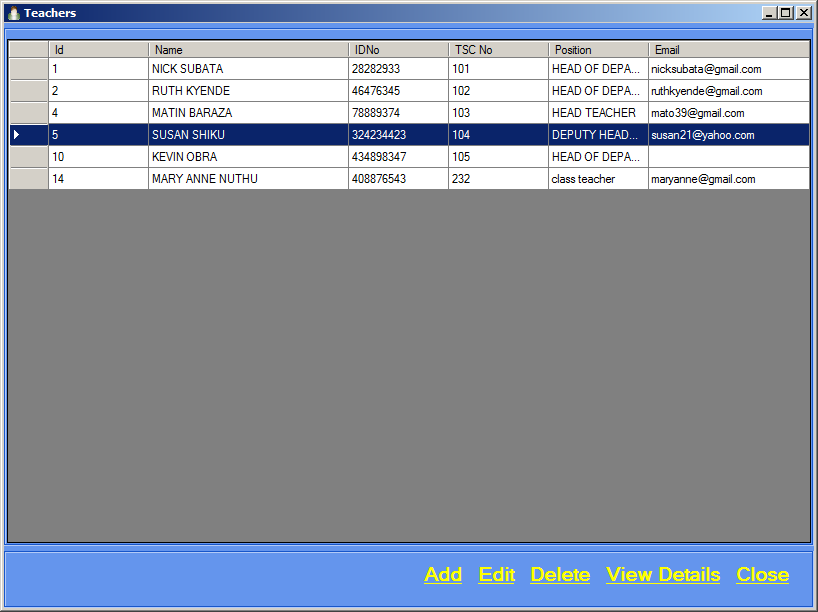 Teachers
Id Name IDNo TSC No Position Email
1 NICK SUBATA 28282933 101 HEAD OF DEPA... nicksubata@gmail.com
2 RUTH KYENDE 46476345 102 HEAD OF DEPA... ruthkyende@gmail.com
4 MATIN BARAZA 78889374 103 HEAD TEACHER mato39@gmail.com
5 SUSAN SHIKU 324234423 104 DEPUTY HEAD... susan21@yahoo.com
10 KEVIN OBRA 434898347 105 HEAD OF DEPA...
14 MARY ANNE NUTHU 408876543 232 class teacher maryanne@gmail.com
Add Edit Delete View Details Close